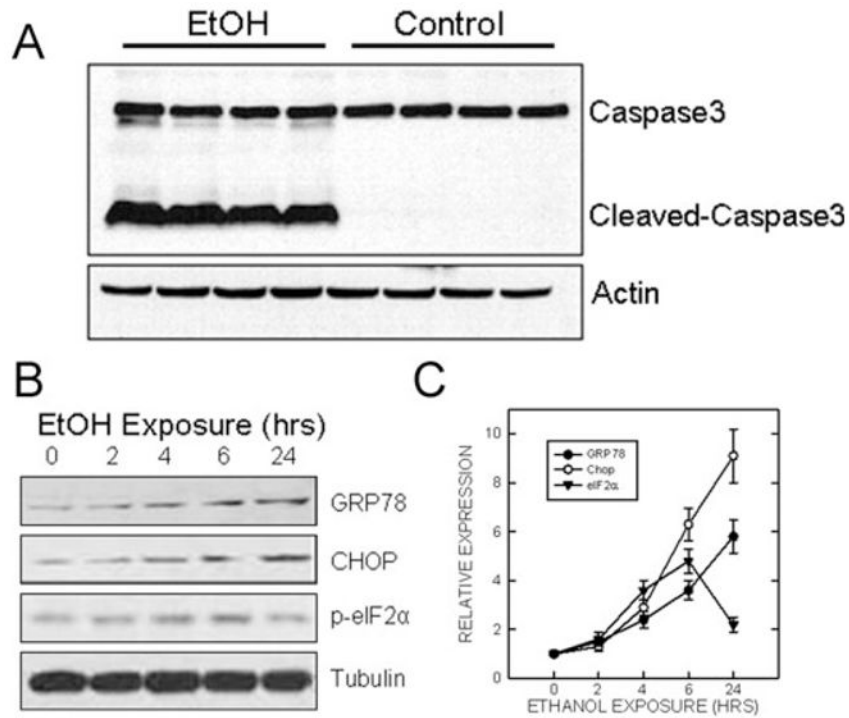 A
EtOH Control
Caspase3
Cleaved-Caspase3
Actin
B
EtOH Exposure (hrs)
0 2 4 6 24
GRP78
CHOP
p-eIF2α
Tubulin
C
RELATIVE EXPRESSION
10
8
6
4
2
0
GRP78
Chop
eIF2α
0 2 4 6 24
ETHANOL EXPOSURE (HRS)